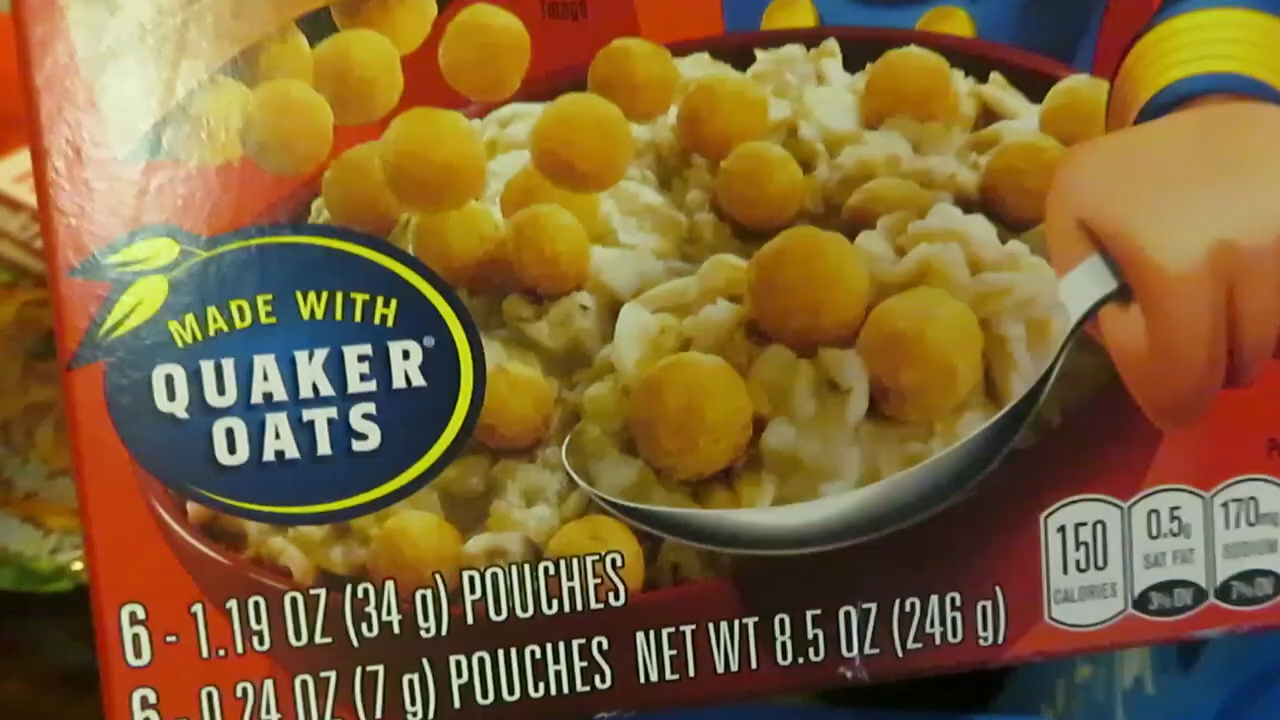 Image
MADE WITH
QUAKER®
OATS
6 - 1.19 OZ (34 g) POUCHES
6 - 0.24 OZ (7 g) POUCHES NET WT 8.5 OZ (246 g)
150
CALORIES
0.5g
SAT FAT
3% DV
170mg
SODIUM
7% DV